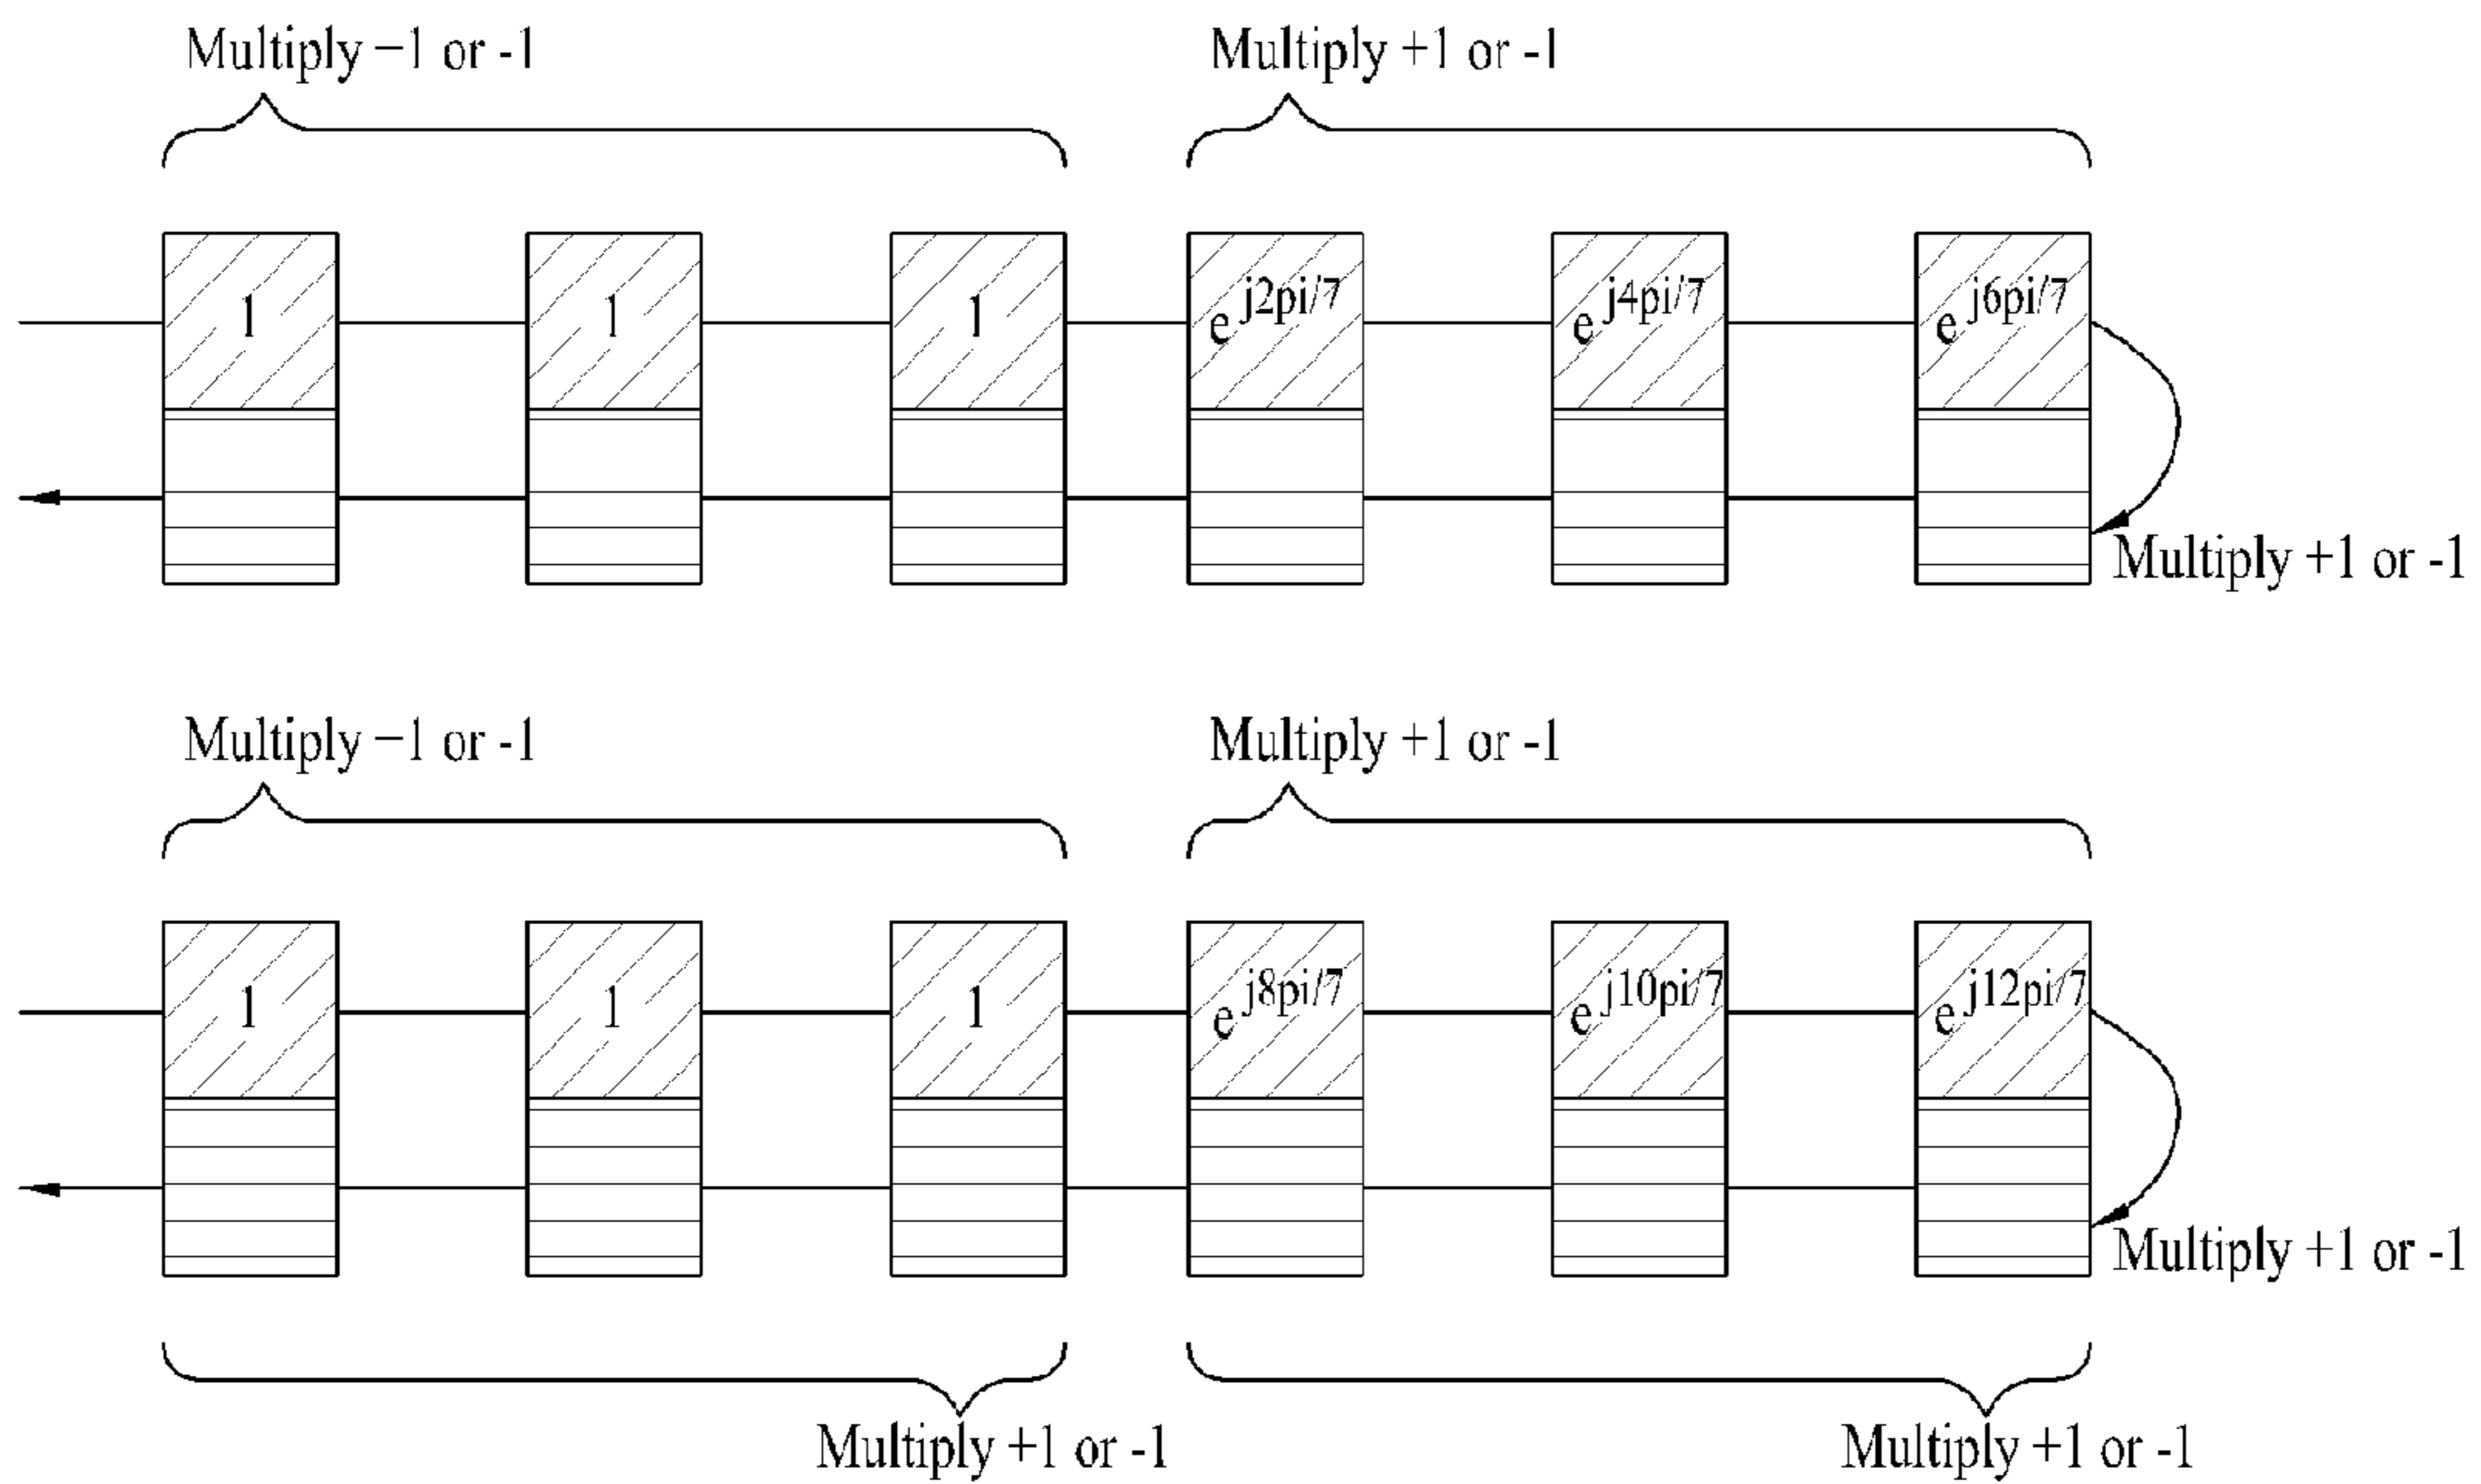 Multiply −1 or -1
Multiply +1 or -1
1
1
1
e^j2pi/7
e^j4pi/7
e^j6pi/7
Multiply +1 or -1
Multiply −1 or -1
Multiply +1 or -1
1
1
1
e^j8pi/7
e^j10pi/7
e^j12pi/7
Multiply +1 or -1
Multiply +1 or -1
Multiply +1 or -1